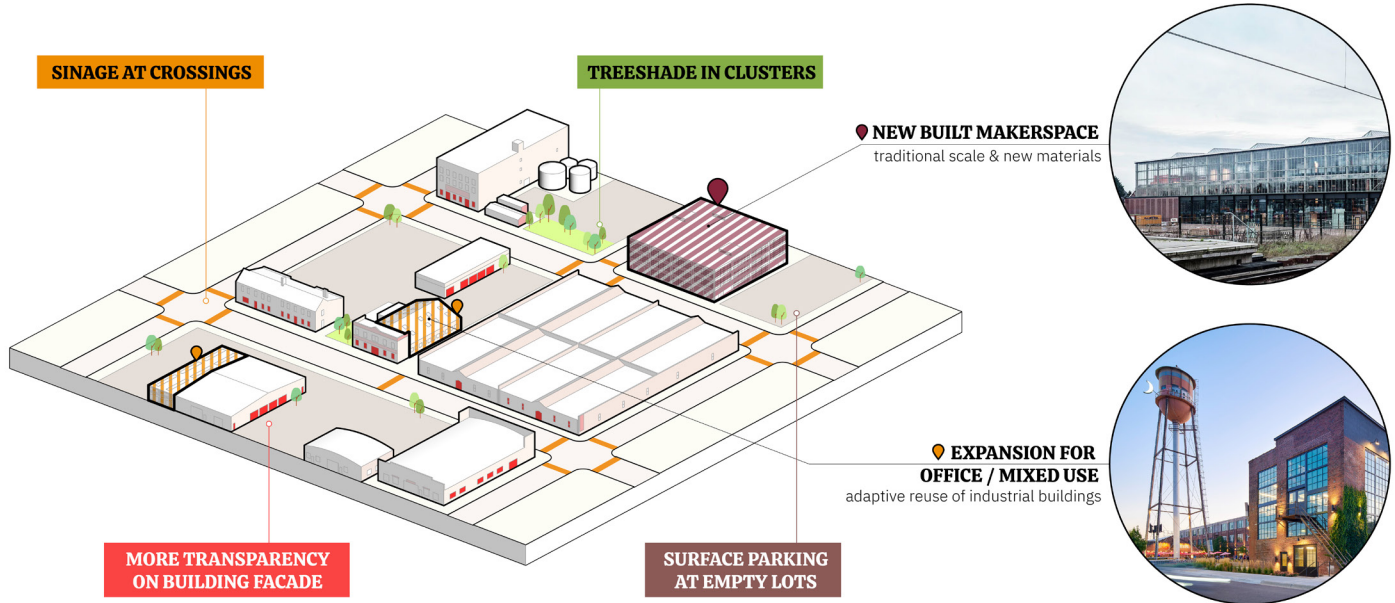 SINAGE AT CROSSINGS
TREESHADE IN CLUSTERS
NEW BUILT MAKERSPACE
traditional scale & new materials
EXPANSION FOR
OFFICE / MIXED USE
adaptive reuse of industrial buildings
MORE TRANSPARENCY
ON BUILDING FACADE
SURFACE PARKING
AT EMPTY LOTS